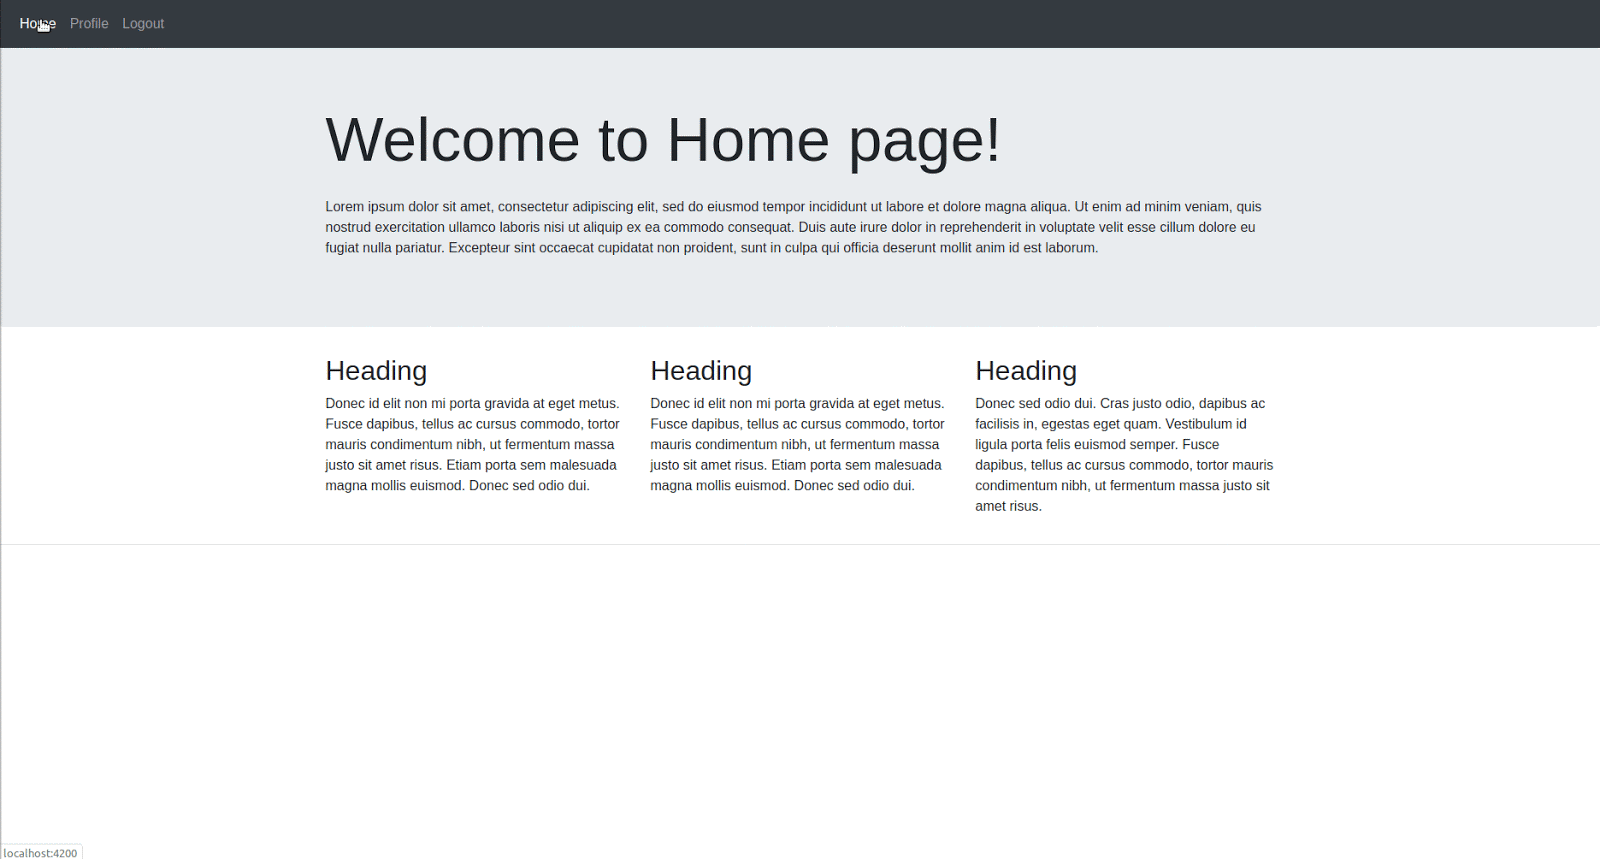 Home Profile Logout
Welcome to Home page!
Lorem ipsum dolor sit amet, consectetur adipiscing elit, sed do eiusmod tempor incididunt ut labore et dolore magna aliqua. Ut enim ad minim veniam, quis
nostrud exercitation ullamco laboris nisi ut aliquip ex ea commodo consequat. Duis aute irure dolor in reprehenderit in voluptate velit esse cillum dolore eu
fugiat nulla pariatur. Excepteur sint occaecat cupidatat non proident, sunt in culpa qui officia deserunt mollit anim id est laborum.
Heading
Donec id elit non mi porta gravida at eget metus.
Fusce dapibus, tellus ac cursus commodo, tortor
mauris condimentum nibh, ut fermentum massa
justo sit amet risus. Etiam porta sem malesuada
magna mollis euismod. Donec sed odio dui.
Heading
Donec id elit non mi porta gravida at eget metus.
Fusce dapibus, tellus ac cursus commodo, tortor
mauris condimentum nibh, ut fermentum massa
justo sit amet risus. Etiam porta sem malesuada
magna mollis euismod. Donec sed odio dui.
Heading
Donec sed odio dui. Cras justo odio, dapibus ac
facilisis in, egestas eget quam. Vestibulum id
ligula porta felis euismod semper. Fusce
dapibus, tellus ac cursus commodo, tortor mauris
condimentum nibh, ut fermentum massa justo sit
amet risus.
localhost:4200